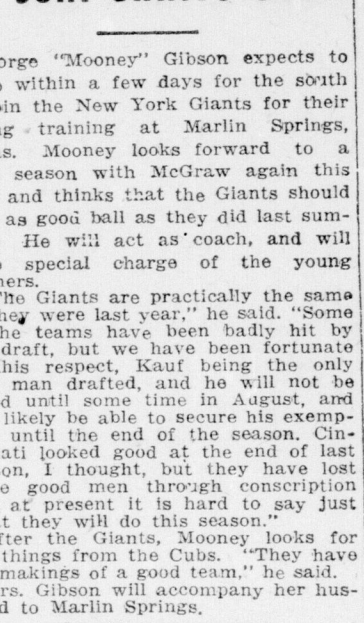 orge "Mooney" Gibson expects to
within a few days for the south
in the New York Giants for their
g training at Marlin Springs,
s. Mooney looks forward to a
season with McGraw again this
and thinks that the Giants should
as good ball as they did last sum-
He will act as coach, and will
special charge of the young
hers.
The Giants are practically the same
hey were last year," he said. "Some
he teams have been badly hit by
draft, but we have been fortunate
his respect, Kauf being the only
man drafted, and he will not be
d until some time in August, and
likely be able to secure his exemp-
until the end of the season. Cin-
ati looked good at the end of last
on, I thought, but they have lost
e good men through conscription
at present it is hard to say just
t they will do this season."
fter the Giants, Mooney looks for
things from the Cubs. "They have
makings of a good team," he said.
rs. Gibson will accompany her hus-
d to Marlin Springs.